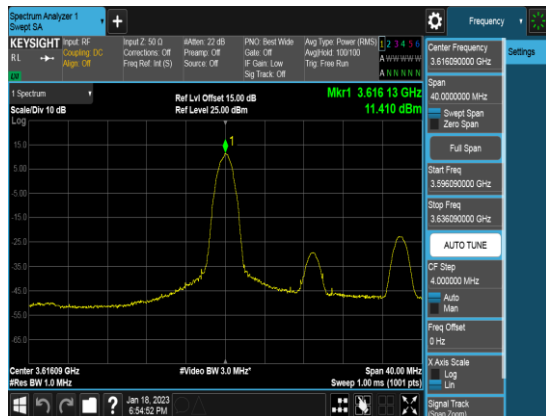 Spectrum Analyzer 1
Swept SA
+
Frequency
KEYSIGHT
RL
Input: RF
Coupling: DC
Align: Off
Input Z: 50 Ω
Corrections: Off
Freq Ref: Int (S)
#Atten: 22 dB
Preamp: Off
Source: Off
PNO: Best Wide
Gate: Off
IF Gain: Low
Sig Track: Off
Avg Type: Power (RMS)
Avg|Hold: 100/100
Trig: Free Run
1 2 3 4 5 6
A W W W W W
A N N N N N
LV
1 Spectrum
Scale/Div 10 dB
Log
Ref Lvl Offset 15.00 dB
Ref Level 25.00 dBm
Mkr1 3.616 13 GHz
11.410 dBm
1
15.0
5.00
-5.00
-15.0
-25.0
-35.0
-45.0
-55.0
-65.0
Center 3.61609 GHz
#Res BW 1.0 MHz
#Video BW 3.0 MHz*
Span 40.00 MHz
Sweep 1.00 ms (1001 pts)
Jan 18, 2023
6:54:52 PM
?
Center Frequency
3.616090000 GHz
Settings
Span
40.0000000 MHz
Swept Span
Zero Span
Full Span
Start Freq
3.596090000 GHz
Stop Freq
3.636090000 GHz
AUTO TUNE
CF Step
4.000000 MHz
Auto
Man
Freq Offset
0 Hz
X Axis Scale
Log
Lin
Signal Track
(Span Zoom)